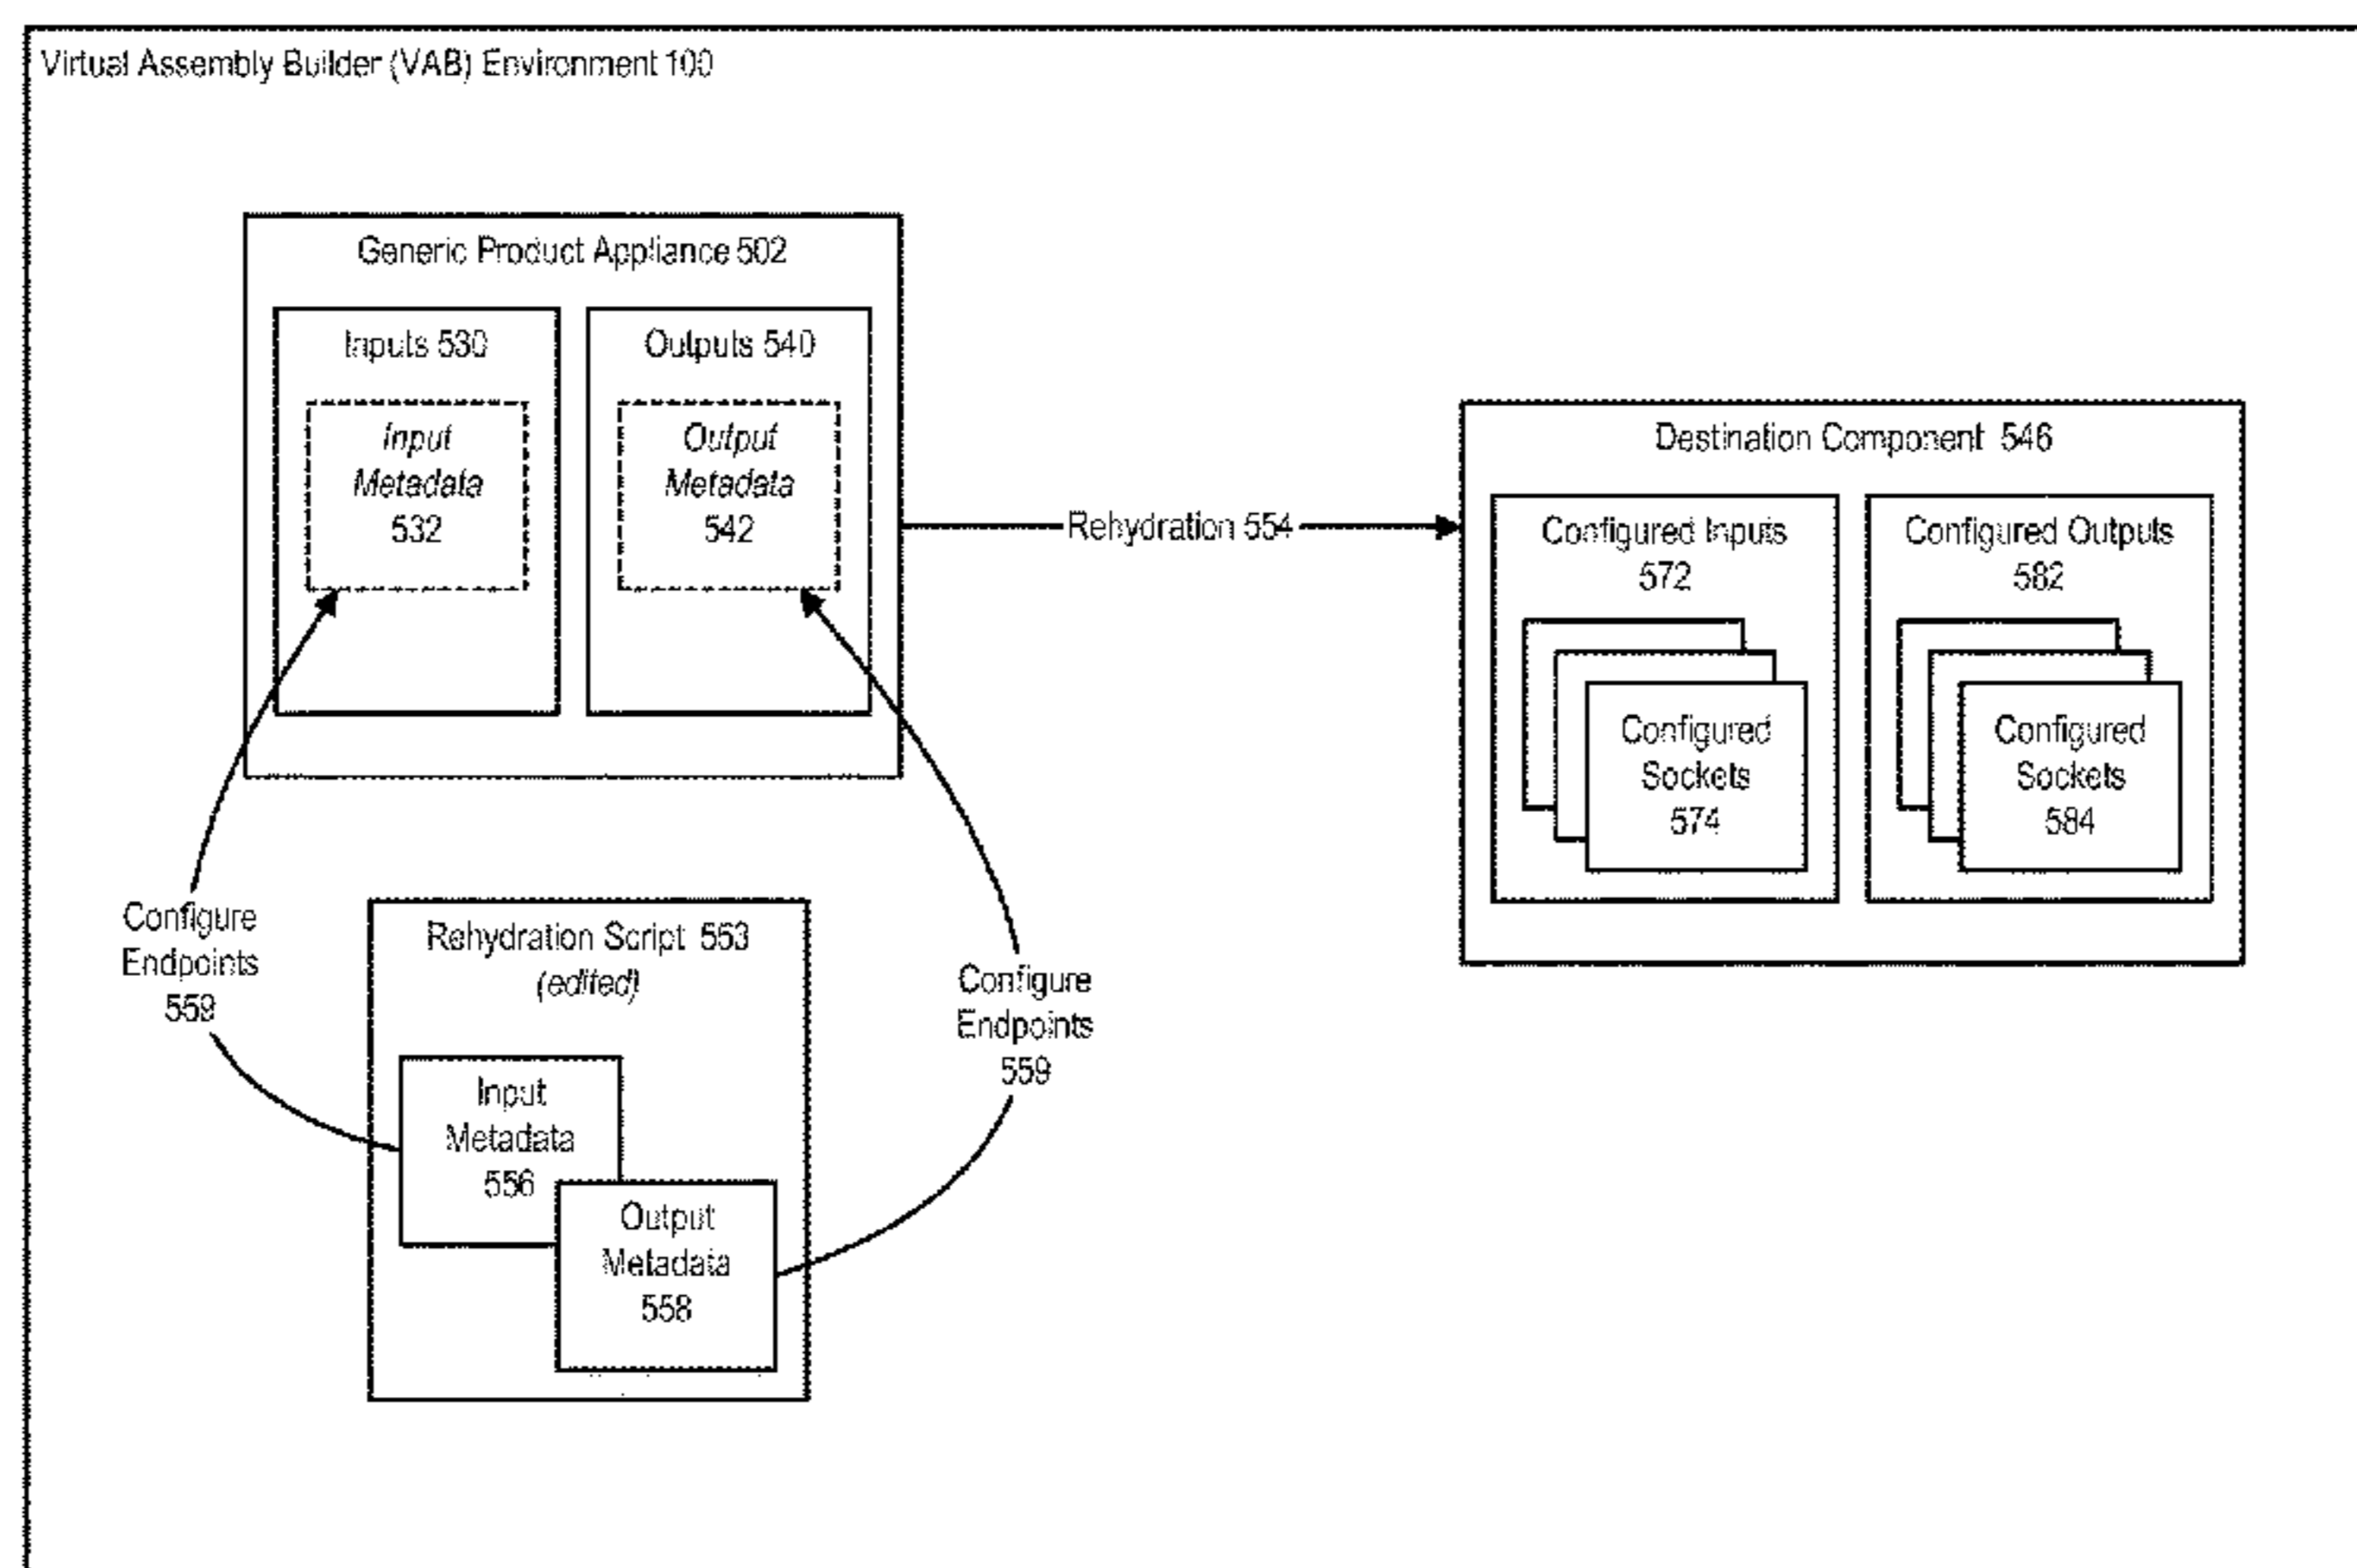 Virtual Assembly Builder (VAB) Environment 100
Generic Product Appliance 502
Inputs 530
Outputs 540
Input
Metadata
532
Output
Metadata
542
Rehydration 554
Destination Component 546
Configured Inputs
572
Configured Outputs
582
Configured
Sockets
574
Configured
Sockets
584
Configure
Endpoints
559
Rehydration Script 553
(edited)
Configure
Endpoints
559
Input
Metadata
556
Output
Metadata
558